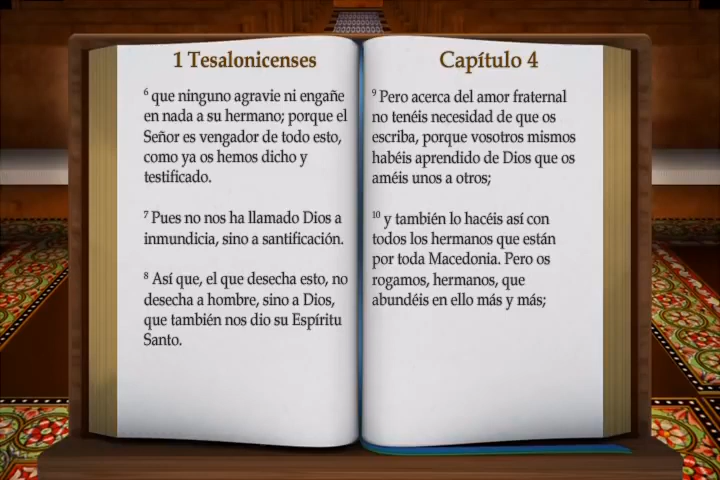 1 Tesalonicenses
6 que ninguno agravie ni engañe
en nada a su hermano; porque el
Señor es vengador de todo esto,
como ya os hemos dicho y
testificado.
7 Pues no nos ha llamado Dios a
inmundicia, sino a santificación.
8 Así que, el que desecha esto, no
desecha a hombre, sino a Dios,
que también nos dio su Espíritu
Santo.
Capítulo 4
9 Pero acerca del amor fraternal
no tenéis necesidad de que os
escriba, porque vosotros mismos
habéis aprendido de Dios que os
améis unos a otros;
10 y también lo hacéis así con
todos los hermanos que están
por toda Macedonia. Pero os
rogamos, hermanos, que
abundéis en ello más y más;